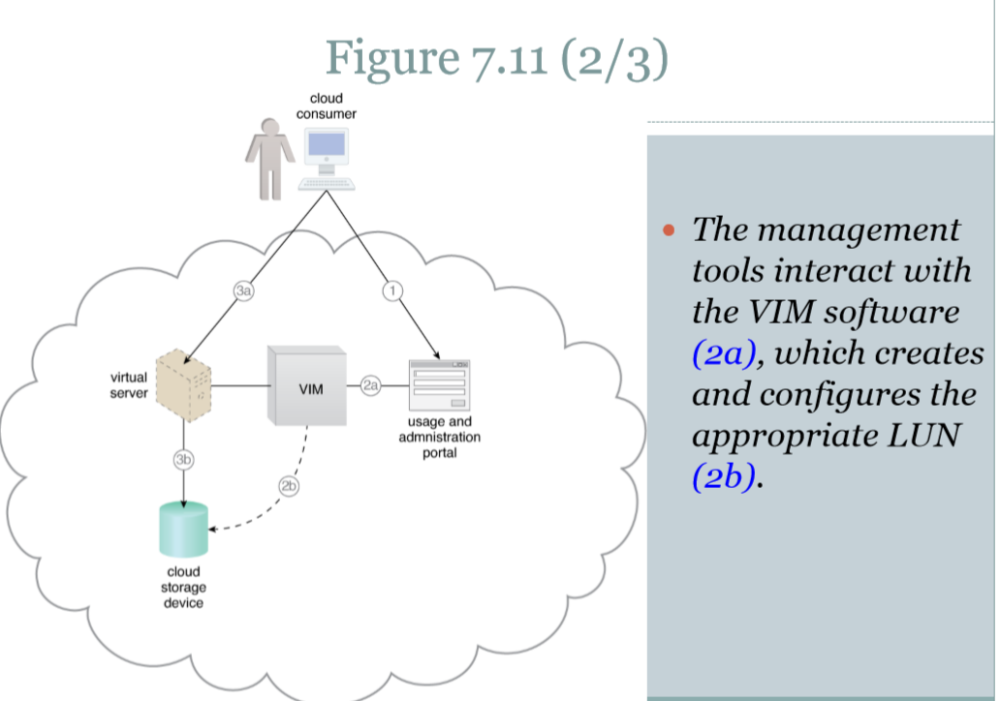 Figure 7.11 (2/3)
cloud
consumer
3a
1
virtual
server
VIM
2a
usage and
admnistration
portal
3b
2b
cloud
storage
device
• The management
tools interact with
the VIM software
(2a), which creates
and configures the
appropriate LUN
(2b).